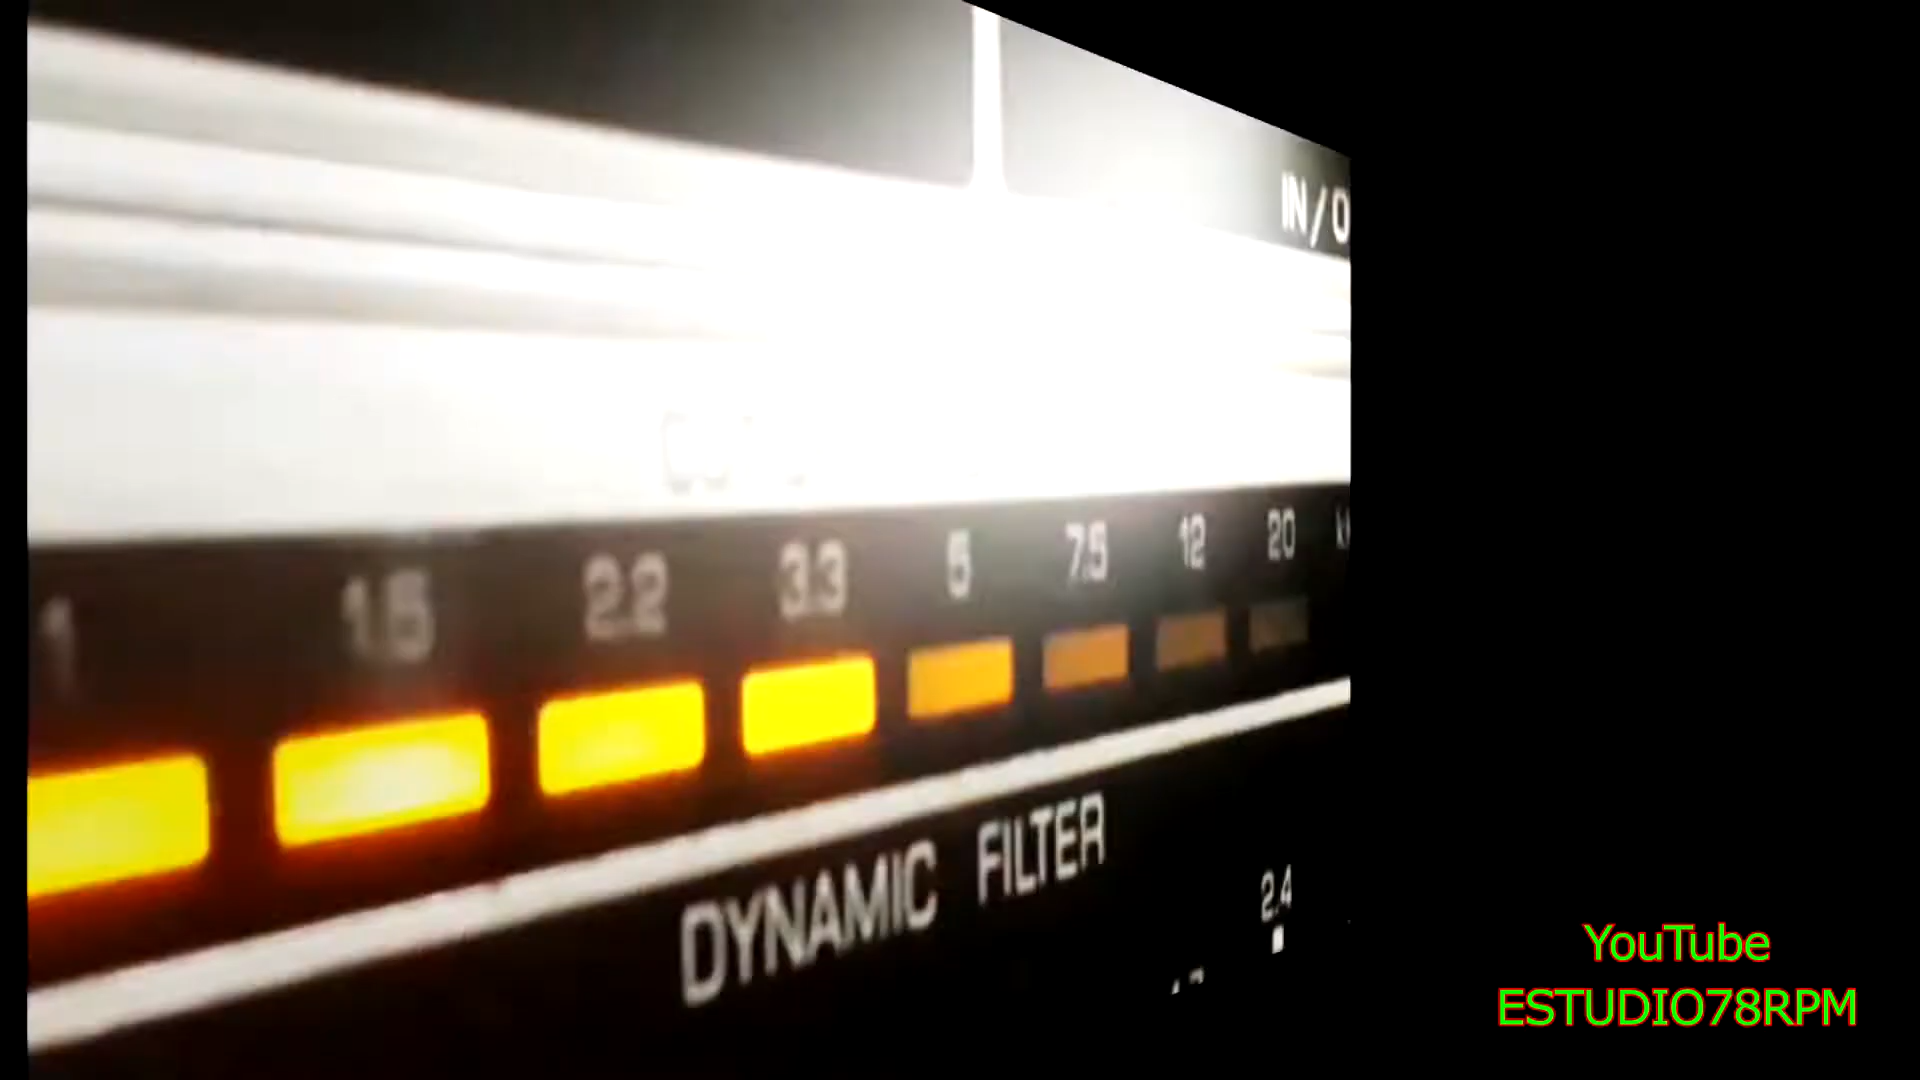 IN/O
1 1.5 2.2 3.3 5 7.5 12 20 k
DYNAMIC FILTER
2.4
YouTube
ESTUDIO78RPM